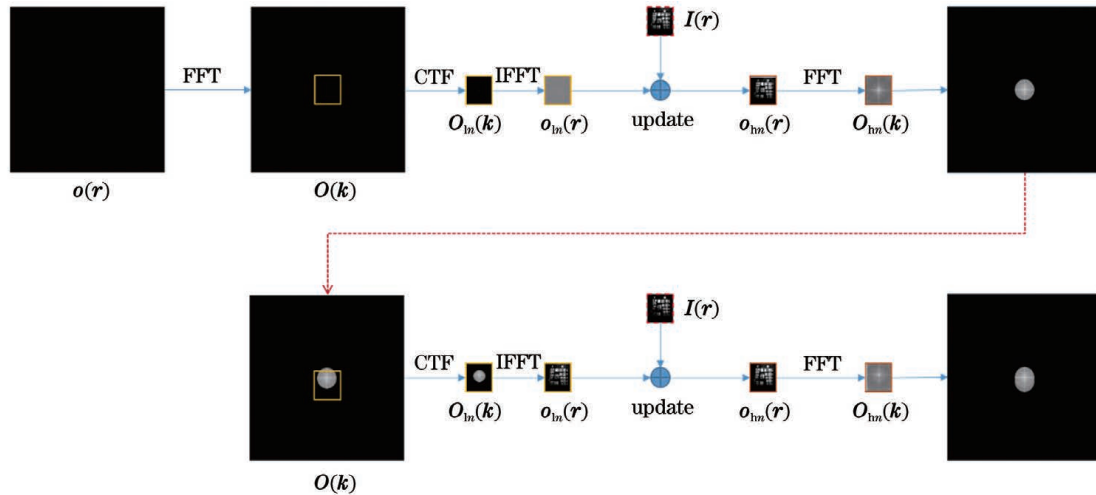 I(r)
FFT
CTF
IFFT
FFT
O_ln(k)
o_ln(r)
update
o_hn(r)
O_hn(k)
o(r)
O(k)
I(r)
CTF
IFFT
FFT
O_ln(k)
o_ln(r)
update
o_hn(r)
O_hn(k)
O(k)